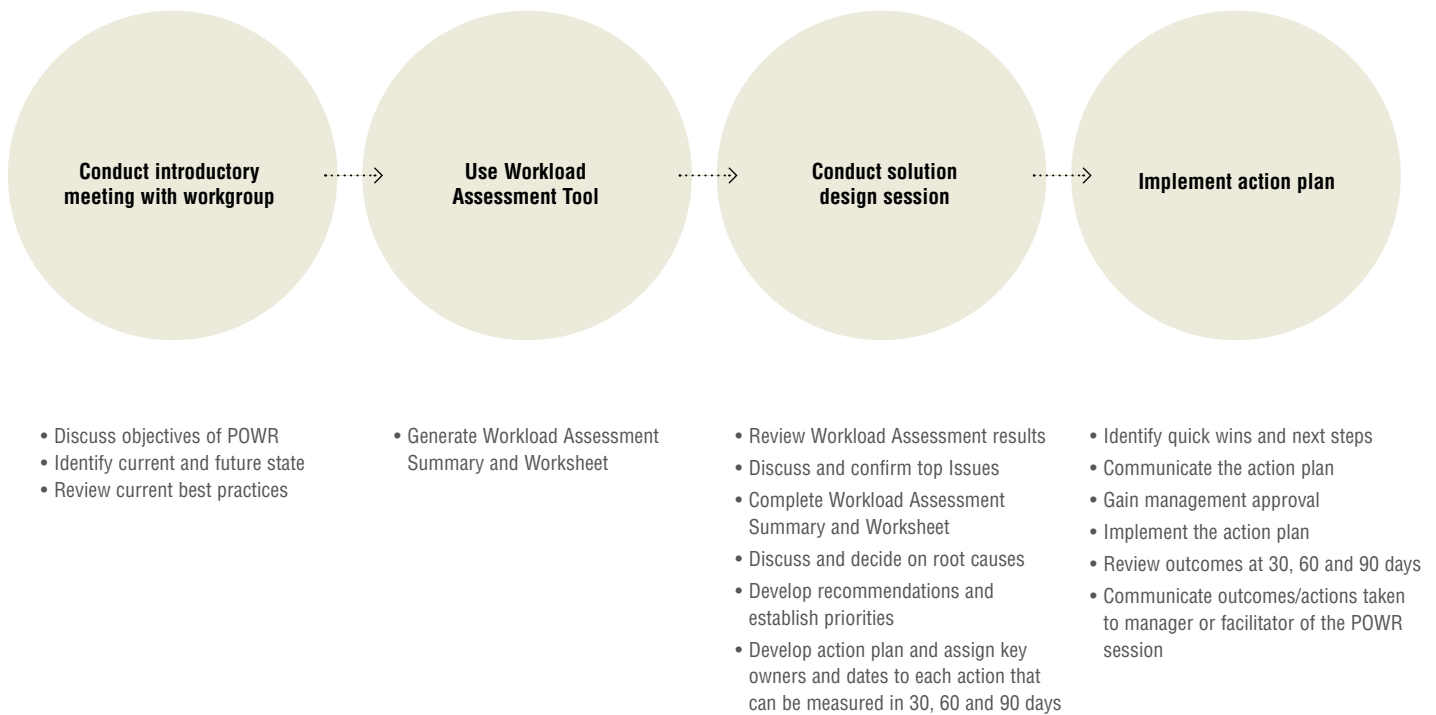 Conduct introductory
meeting with workgroup
Use Workload
Assessment Tool
Conduct solution
design session
Implement action plan
• Discuss objectives of POWR
• Identify current and future state
• Review current best practices
• Generate Workload Assessment
Summary and Worksheet
• Review Workload Assessment results
• Discuss and confirm top Issues
• Complete Workload Assessment
Summary and Worksheet
• Discuss and decide on root causes
• Develop recommendations and
establish priorities
• Develop action plan and assign key
owners and dates to each action that
can be measured in 30, 60 and 90 days
• Identify quick wins and next steps
• Communicate the action plan
• Gain management approval
• Implement the action plan
• Review outcomes at 30, 60 and 90 days
• Communicate outcomes/actions taken
to manager or facilitator of the POWR
session